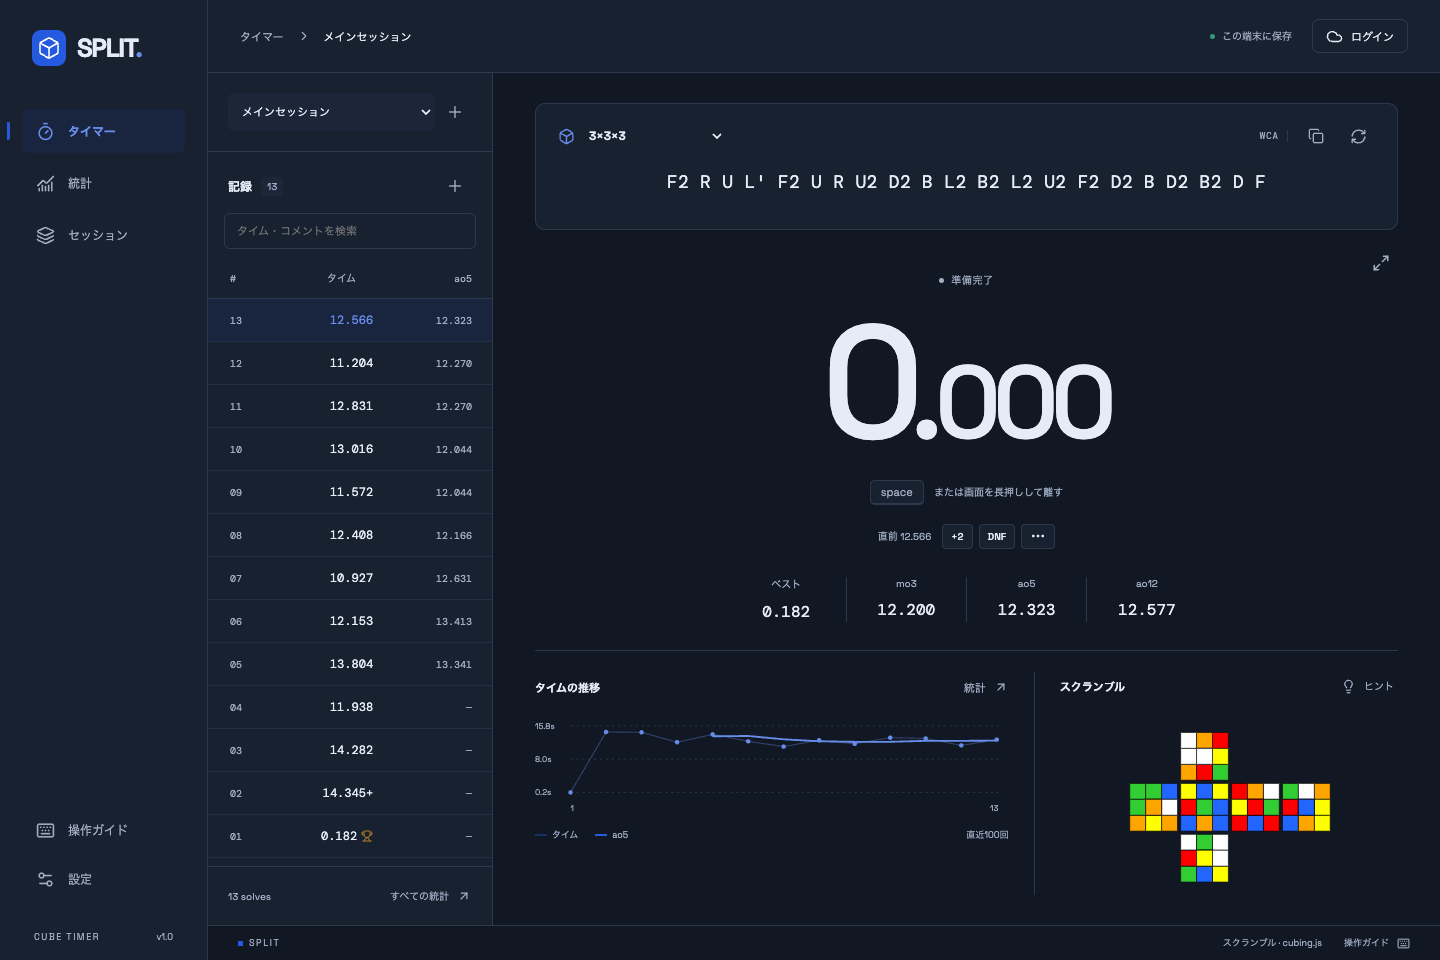 SPLIT.
タイマー
統計
セッション
操作ガイド
設定
CUBE TIMER v1.0
タイマー メインセッション
この端末に保存
ログイン
メインセッション
記録 13
タイム・コメントを検索
# タイム ao5
13 12.566 12.323
12 11.204 12.270
11 12.831 12.270
10 13.016 12.044
09 11.572 12.044
08 12.408 12.166
07 10.927 12.631
06 12.153 13.413
05 13.804 13.341
04 11.938 —
03 14.282 —
02 14.345+ —
01 0.182 —
13 solves すべての統計
3×3×3
WCA
F2 R U L' F2 U R U2 D2 B L2 B2 L2 U2 F2 D2 B D2 B2 D F
準備完了
0.000
space または画面を長押しして離す
直前 12.566 +2 DNF •••
ベスト mo3 ao5 ao12
0.182 12.200 12.323 12.577
タイムの推移 統計
15.8s
8.0s
0.2s
1 13
タイム ao5 直近100回
スクランブル ヒント
SPLIT
スクランブル · cubing.js 操作ガイド